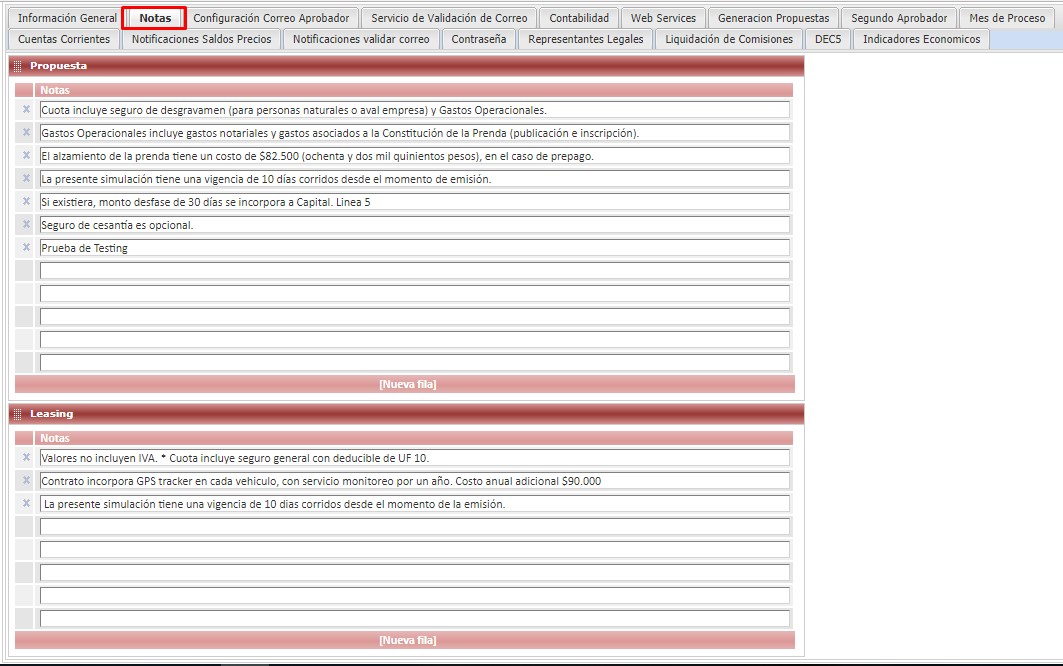 Información General Notas Configuración Correo Aprobador Servicio de Validación de Correo Contabilidad Web Services Generacion Propuestas Segundo Aprobador Mes de Proceso
Cuentas Corrientes Notificaciones Saldos Precios Notificaciones validar correo Contraseña Representantes Legales Liquidación de Comisiones DEC5 Indicadores Economicos
Propuesta
Notas
x Cuota incluye seguro de desgravamen (para personas naturales o aval empresa) y Gastos Operacionales.
x Gastos Operacionales incluye gastos notariales y gastos asociados a la Constitución de la Prenda (publicación e inscripción).
x El alzamiento de la prenda tiene un costo de $82.500 (ochenta y dos mil quinientos pesos), en el caso de prepago.
x La presente simulación tiene una vigencia de 10 días corridos desde el momento de emisión.
x Si existiera, monto desfase de 30 días se incorpora a Capital. Linea 5
x Seguro de cesantía es opcional.
x Prueba de Testing
[Nueva fila]
Leasing
Notas
x Valores no incluyen IVA. * Cuota incluye seguro general con deducible de UF 10.
x Contrato incorpora GPS tracker en cada vehiculo, con servicio monitoreo por un año. Costo anual adicional $90.000
x La presente simulación tiene una vigencia de 10 dias corridos desde el momento de la emisión.
[Nueva fila]